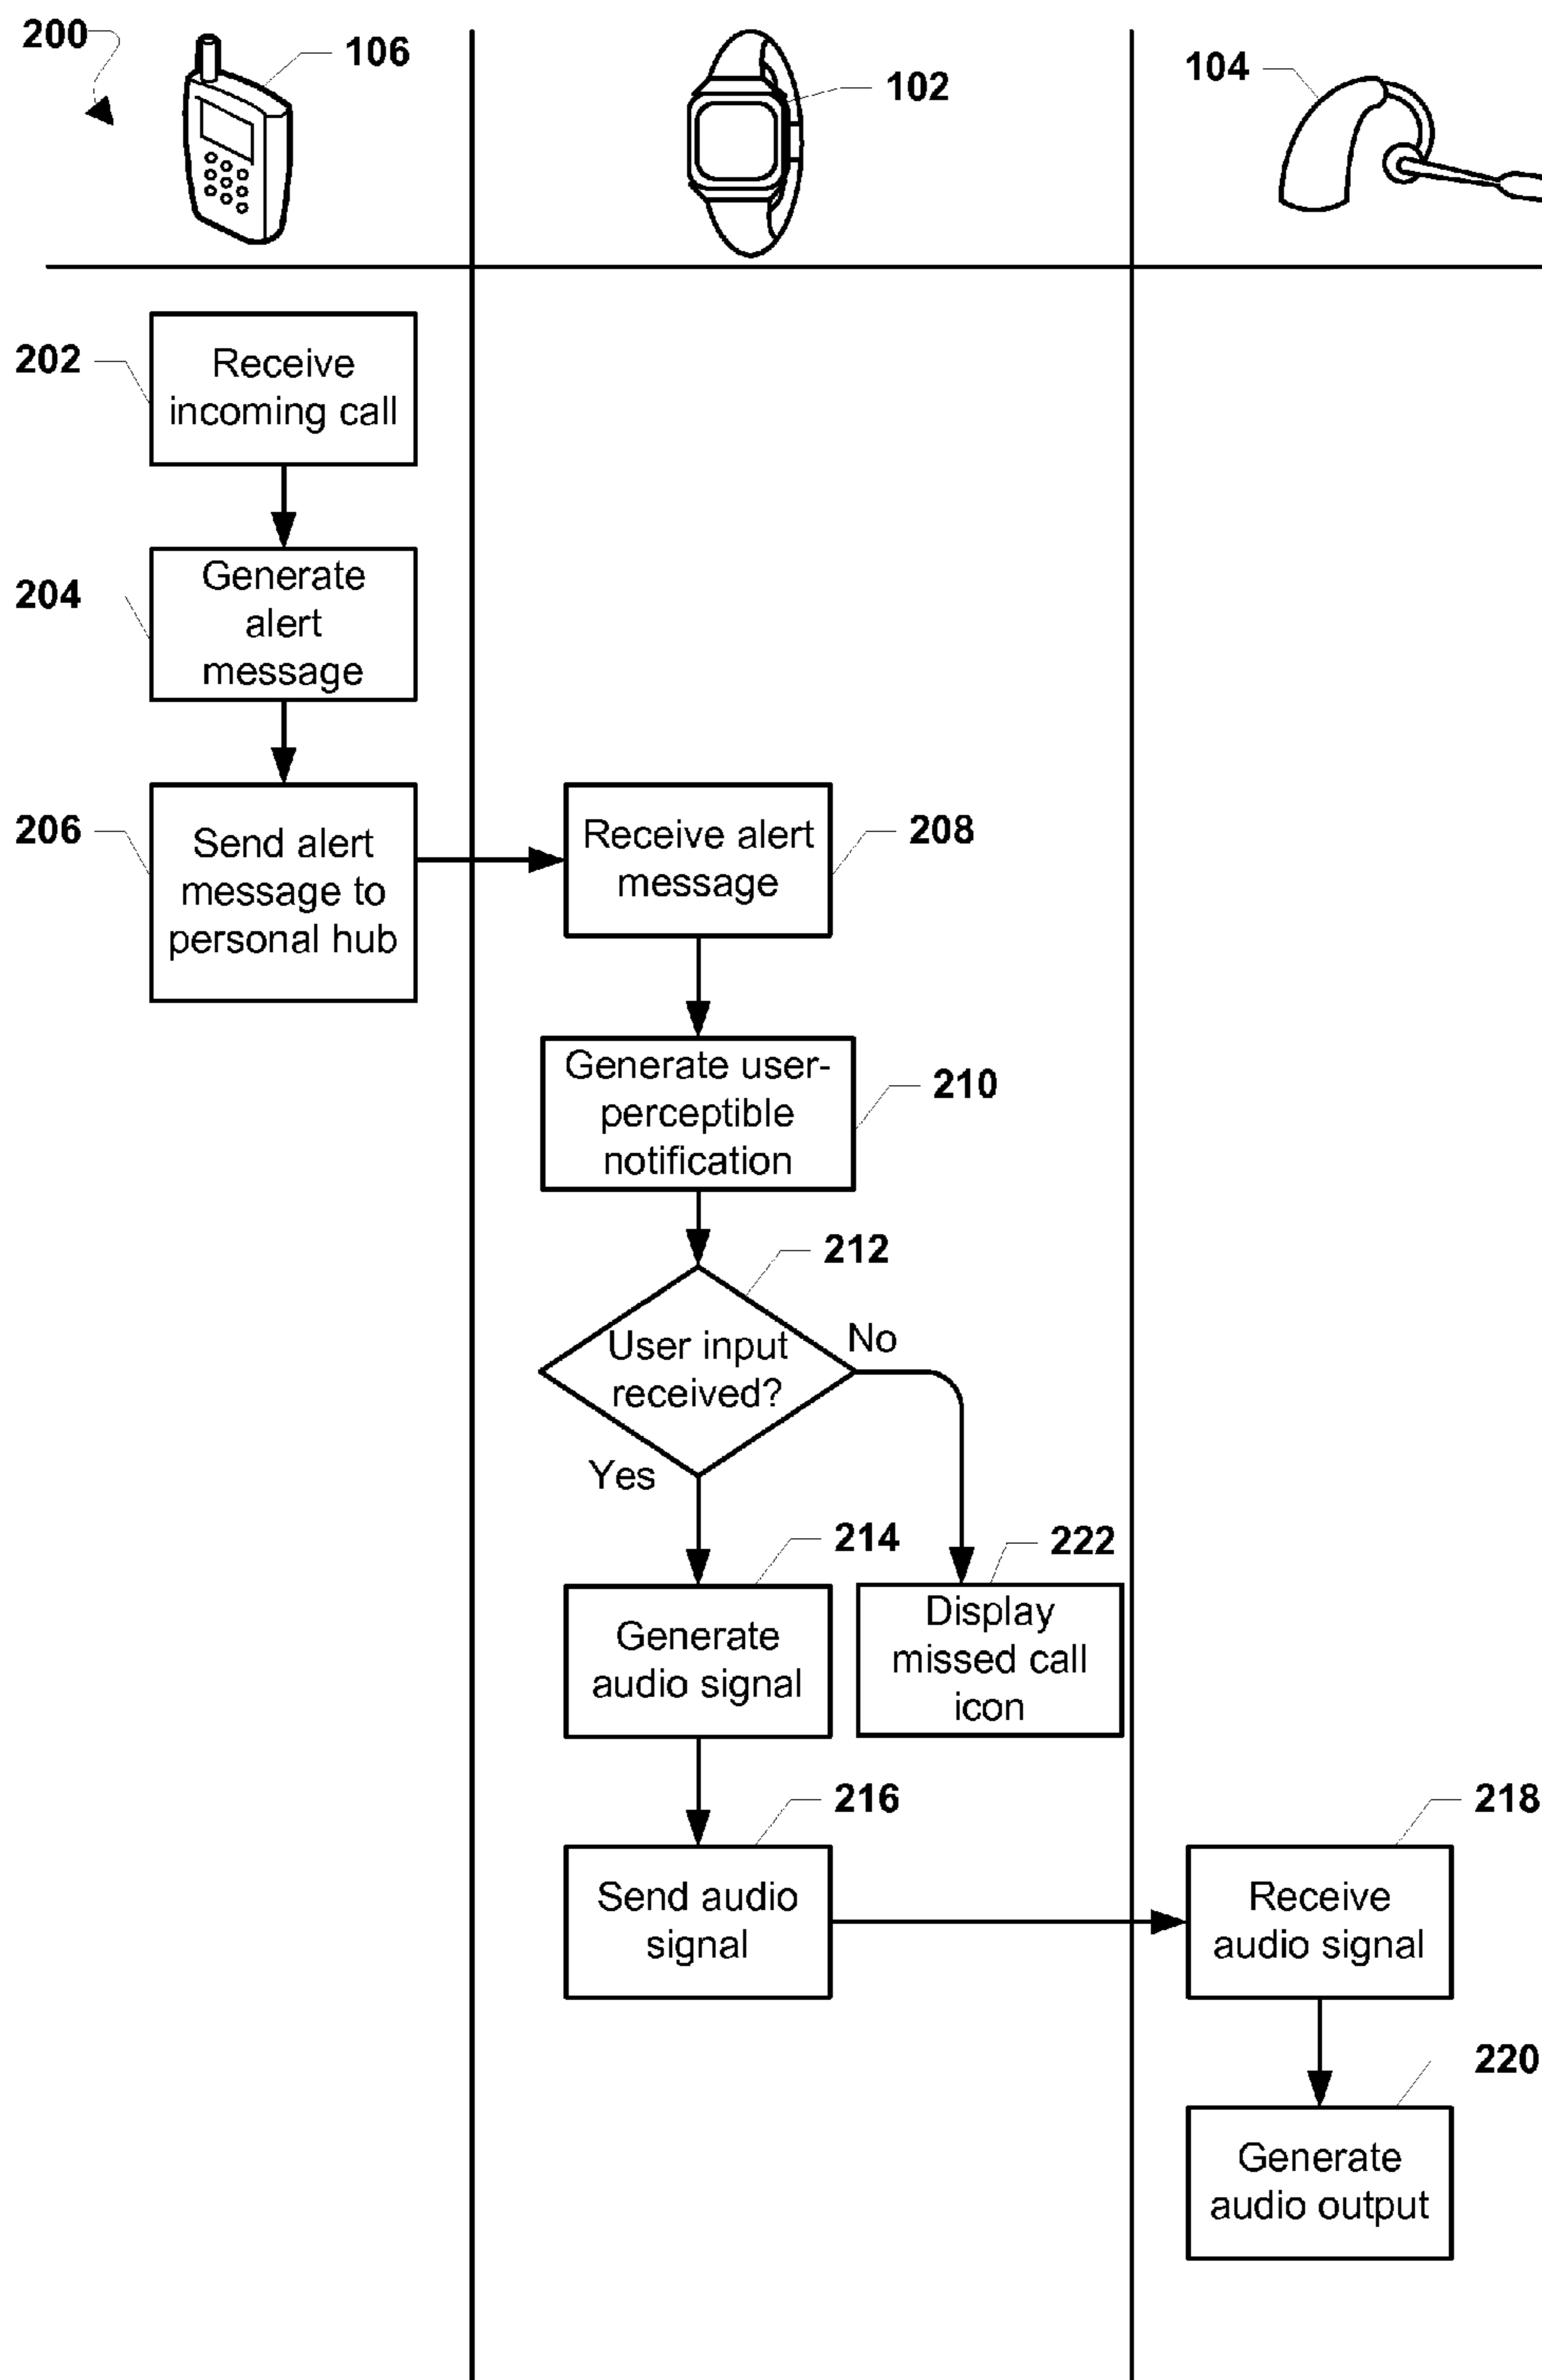 200
106
102
104
202
Receive
incoming call
204
Generate
alert
message
206
Send alert
message to
personal hub
Receive alert
message
208
Generate user-
perceptible
notification
210
212
User input
received?
No
Yes
214
222
Generate
audio signal
Display
missed call
icon
216
218
Send audio
signal
Receive
audio signal
220
Generate
audio output